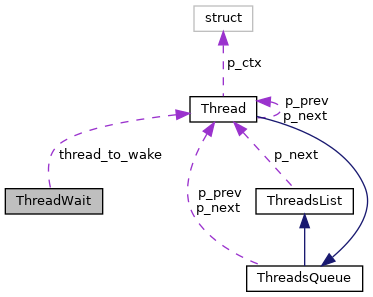 struct
p_ctx
Thread
p_prev
p_next
thread_to_wake
p_next
p_prev
p_next
ThreadWait
ThreadsList
ThreadsQueue